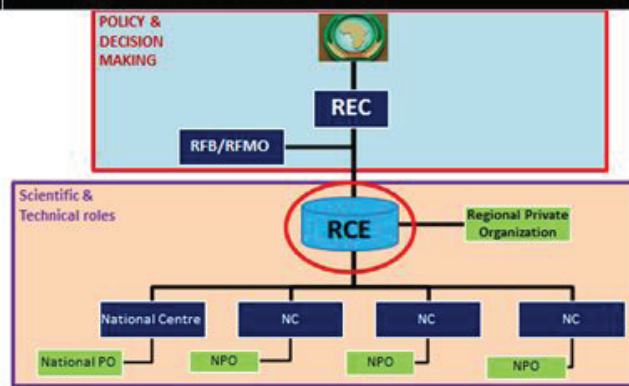 POLICY &
DECISION
MAKING
REC
RFB/RFMO
Scientific &
Technical roles
RCE
Regional Private
Organization
National Centre
NC
NC
NC
National PO
NPO
NPO
NPO